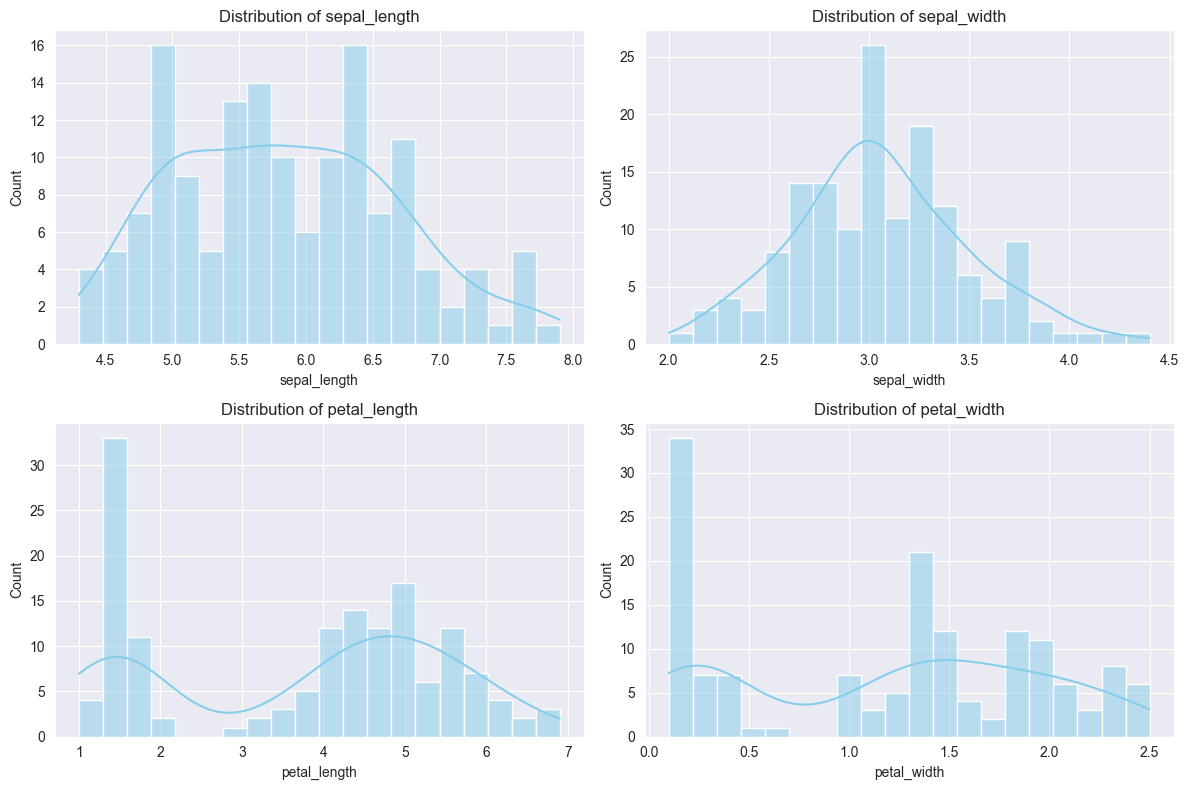 Distribution of sepal_length
16
14
12
10
8
6
4
2
0
Count
4.5 5.0 5.5 6.0 6.5 7.0 7.5 8.0
sepal_length
Distribution of sepal_width
25
20
15
10
5
0
Count
2.0 2.5 3.0 3.5 4.0 4.5
sepal_width
Distribution of petal_length
30
25
20
15
10
5
0
Count
1 2 3 4 5 6 7
petal_length
Distribution of petal_width
35
30
25
20
15
10
5
0
Count
0.0 0.5 1.0 1.5 2.0 2.5
petal_width